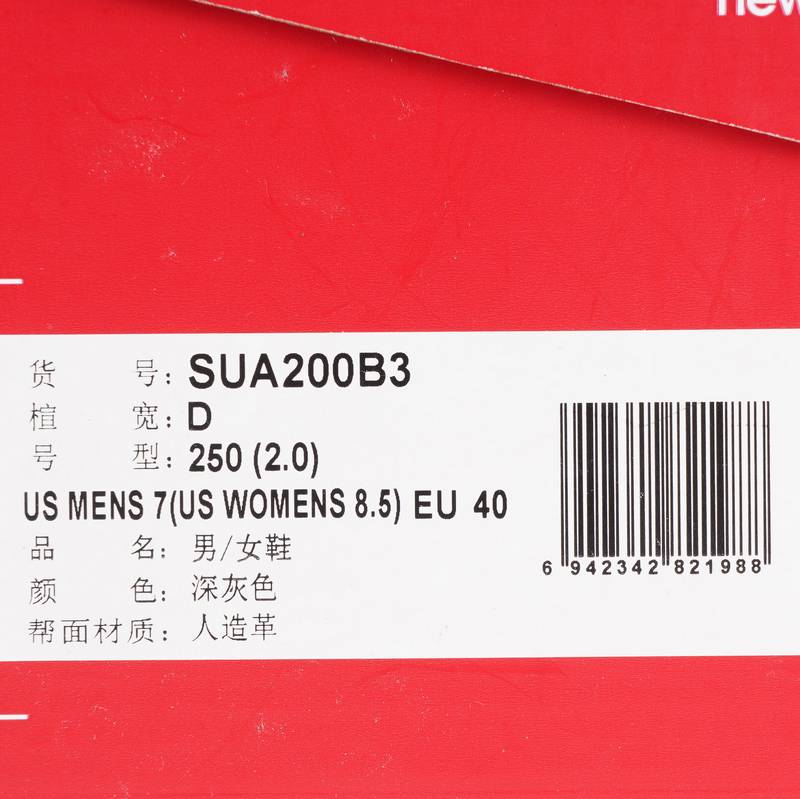 new
货号：SUA200B3
楦宽：D
号型：250 (2.0)
US MENS 7(US WOMENS 8.5) EU 40
品名：男/女鞋
颜色：深灰色
帮面材质：人造革
6 942342 821988